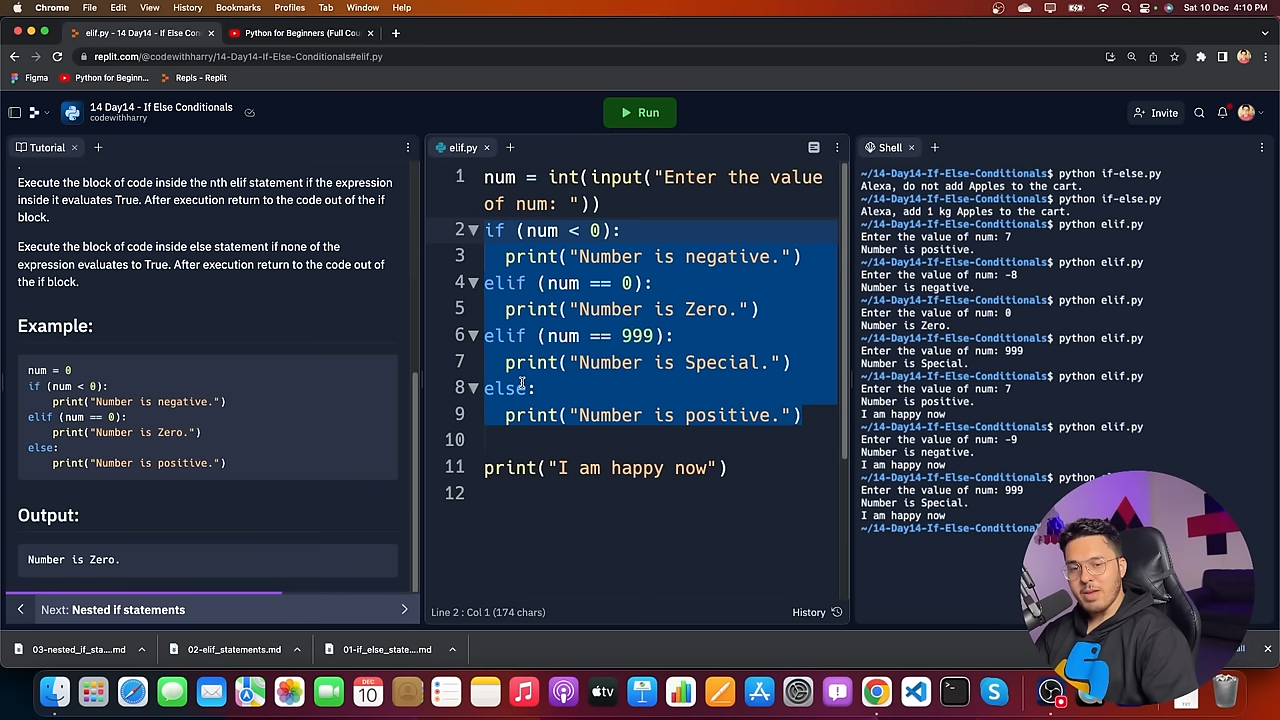 Chrome File Edit View History Bookmarks Profiles Tab Window Help Sat 10 Dec 4:10 PM
elif.py - 14 Day14 - If Else Con Python for Beginners (Full Cou
replit.com/@codewithharry/14-Day14-If-Else-Conditionals#elif.py
Figma Python for Beginn... Repls - Replit
14 Day14 - If Else Conditionals
codewithharry
Run
Invite
Tutorial
.
Execute the block of code inside the nth elif statement if the expression
inside it evaluates True. After execution return to the code out of the if
block.
Execute the block of code inside else statement if none of the
expression evaluates to True. After execution return to the code out of
the if block.
Example:
num = 0
if (num < 0):
print("Number is negative.")
elif (num == 0):
print("Number is Zero.")
else:
print("Number is positive.")
Output:
Number is Zero.
Next: Nested if statements
elif.py
1 num = int(input("Enter the value
of num: "))
2 if (num < 0):
3 print("Number is negative.")
4 elif (num == 0):
5 print("Number is Zero.")
6 elif (num == 999):
7 print("Number is Special.")
8 else:
9 print("Number is positive.")
10
11 print("I am happy now")
12
Line 2 : Col 1 (174 chars)
History
Shell
~/14-Day14-If-Else-Conditionals$ python if-else.py
Alexa, do not add Apples to the cart.
~/14-Day14-If-Else-Conditionals$ python if-else.py
Alexa, add 1 kg Apples to the cart.
~/14-Day14-If-Else-Conditionals$ python elif.py
Enter the value of num: 7
Number is positive.
~/14-Day14-If-Else-Conditionals$ python elif.py
Enter the value of num: -8
Number is negative.
~/14-Day14-If-Else-Conditionals$ python elif.py
Enter the value of num: 0
Number is Zero.
~/14-Day14-If-Else-Conditionals$ python elif.py
Enter the value of num: 999
Number is Special.
~/14-Day14-If-Else-Conditionals$ python elif.py
Enter the value of num: 7
Number is positive.
I am happy now
~/14-Day14-If-Else-Conditionals$ python elif.py
Enter the value of num: -9
Number is negative.
I am happy now
~/14-Day14-If-Else-Conditionals$ python
Enter the value of num: 999
Number is Special.
I am happy now
~/14-Day14-If-Else-Conditiona
03-nested_if_sta....md 02-elif_statements.md 01-if_else_state....md
DEC
10
tv